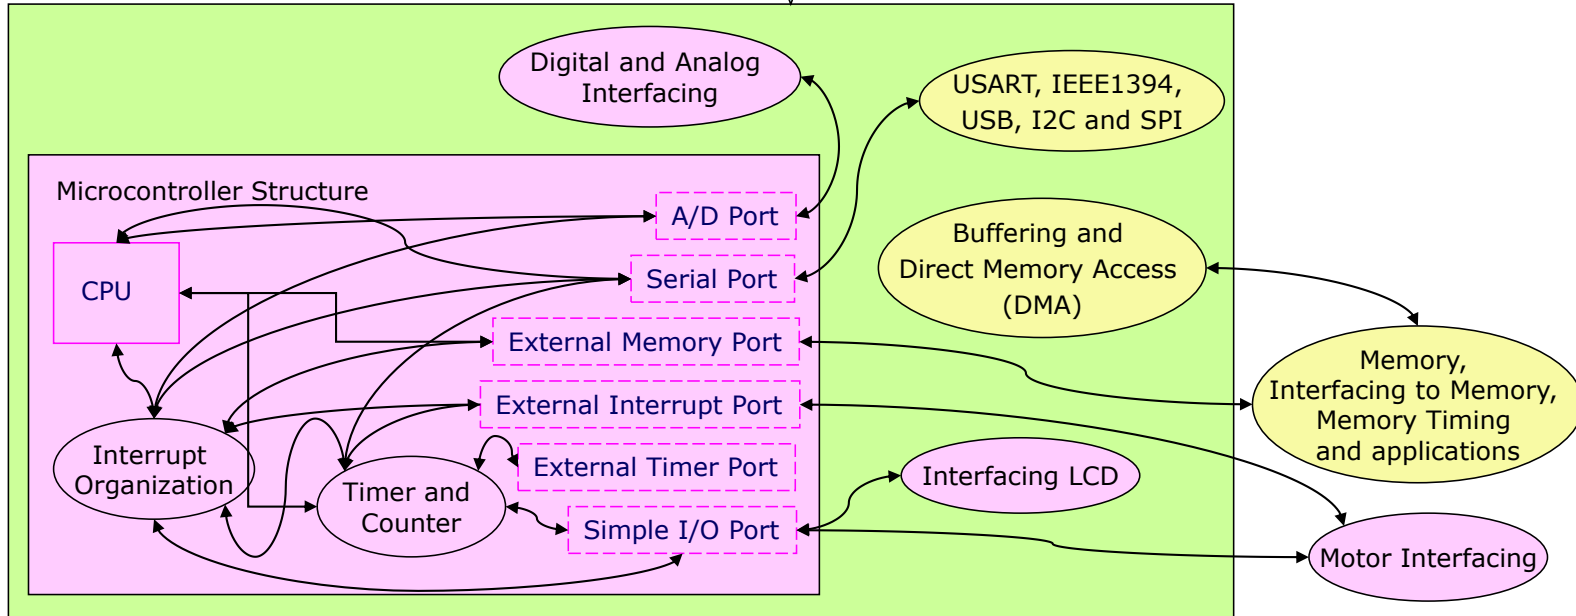 Digital and Analog
Interfacing
USART, IEEE1394,
USB, I2C and SPI
Microcontroller Structure
A/D Port
CPU
Serial Port
Buffering and
Direct Memory Access
(DMA)
External Memory Port
Memory,
Interfacing to Memory,
Memory Timing
and applications
External Interrupt Port
Interrupt
Organization
External Timer Port
Timer and
Counter
Interfacing LCD
Simple I/O Port
Motor Interfacing